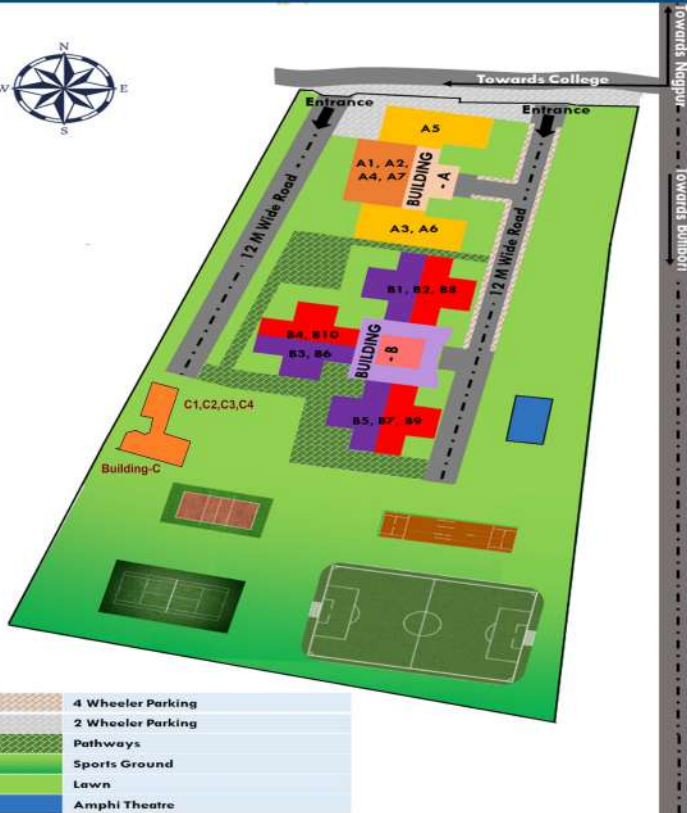 N
W
E
S
Towards Nagpur
Towards College
Entrance
Entrance
A5
A1, A2,
A4, A7
BUILDING
- A
A3, A6
12 M Wide Road
12 M Wide Road
Towards Butibori
B1, B2, B8
B4, B10
B3, B6
BUILDING
- B
B5, B7, B9
C1,C2,C3,C4
Building-C
4 Wheeler Parking
2 Wheeler Parking
Pathways
Sports Ground
Lawn
Amphi Theatre